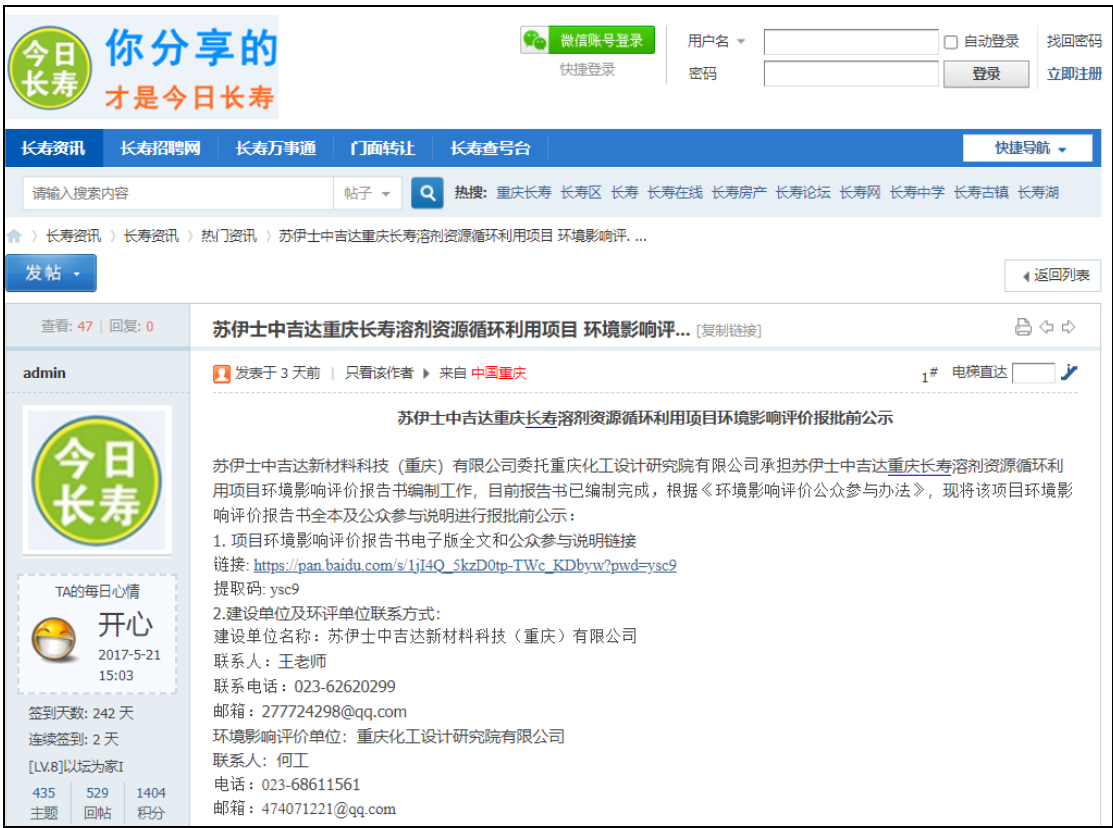 今日
长寿
你分享的
才是今日长寿
微信账号登录
快捷登录
用户名
自动登录
找回密码
密码
登录
立即注册
长寿资讯
长寿招聘网
长寿万事通
门面转让
长寿查号台
快捷导航
请输入搜索内容
帖子
热搜: 重庆长寿 长寿区 长寿 长寿在线 长寿房产 长寿论坛 长寿网 长寿中学 长寿古镇 长寿湖
〉长寿资讯 〉长寿资讯 〉热门资讯 〉苏伊士中吉达重庆长寿溶剂资源循环利用项目 环境影响评. ...
发帖
返回列表
查看: 47 | 回复: 0
苏伊士中吉达重庆长寿溶剂资源循环利用项目 环境影响评... [复制链接]
admin
发表于 3 天前 | 只看该作者 ▶ 来自 中国重庆
1# 电梯直达
今日
长寿
TA的每日心情
开心
2017-5-21
15:03
签到天数: 242 天
连续签到: 2 天
[LV.8]以坛为家I
435 529 1404
主题 回帖 积分
苏伊士中吉达重庆长寿溶剂资源循环利用项目环境影响评价报批前公示
苏伊士中吉达新材料科技（重庆）有限公司委托重庆化工设计研究院有限公司承担苏伊士中吉达重庆长寿溶剂资源循环利
用项目环境影响评价报告书编制工作，目前报告书已编制完成，根据《环境影响评价公众参与办法》，现将该项目环境影
响评价报告书全本及公众参与说明进行报批前公示：
1. 项目环境影响评价报告书电子版全文和公众参与说明链接
链接: https://pan.baidu.com/s/1jI4Q_5kzD0tp-TWc_KDbyw?pwd=ysc9
提取码: ysc9
2.建设单位及环评单位联系方式:
建设单位名称：苏伊士中吉达新材料科技（重庆）有限公司
联系人：王老师
联系电话：023-62620299
邮箱：277724298@qq.com
环境影响评价单位：重庆化工设计研究院有限公司
联系人：何工
电话：023-68611561
邮箱：474071221@qq.com